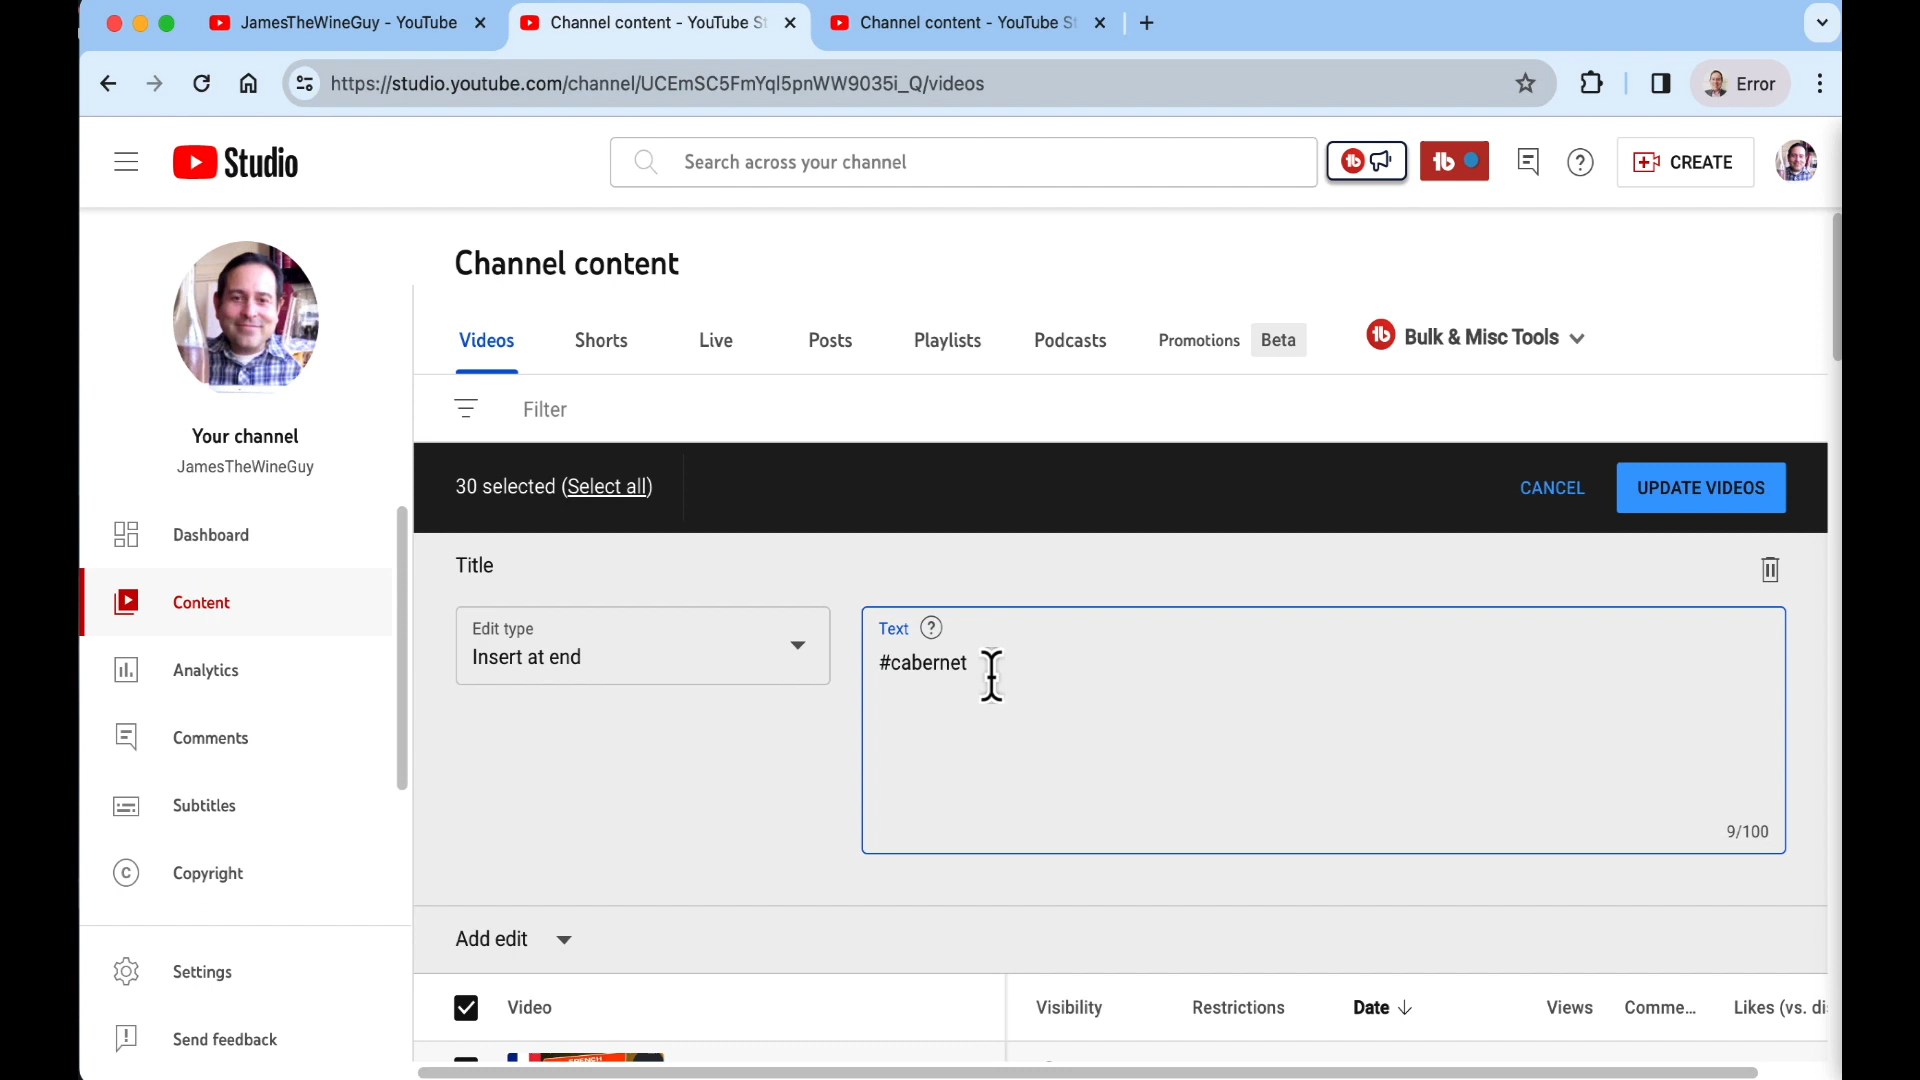 JamesTheWineGuy - YouTube
Channel content - YouTube St
Channel content - YouTube St
https://studio.youtube.com/channel/UCEmSC5FmYql5pnWW9035i_Q/videos
Error
Studio
Search across your channel
CREATE
Your channel
JamesTheWineGuy
Dashboard
Content
Analytics
Comments
Subtitles
Copyright
Settings
Send feedback
Channel content
Videos
Shorts
Live
Posts
Playlists
Podcasts
Promotions
Beta
Bulk & Misc Tools
Filter
30 selected (Select all)
CANCEL
UPDATE VIDEOS
Title
Edit type
Insert at end
Text
#cabernet
9/100
Add edit
Video
Visibility
Restrictions
Date
Views
Comme...
Likes (vs. di